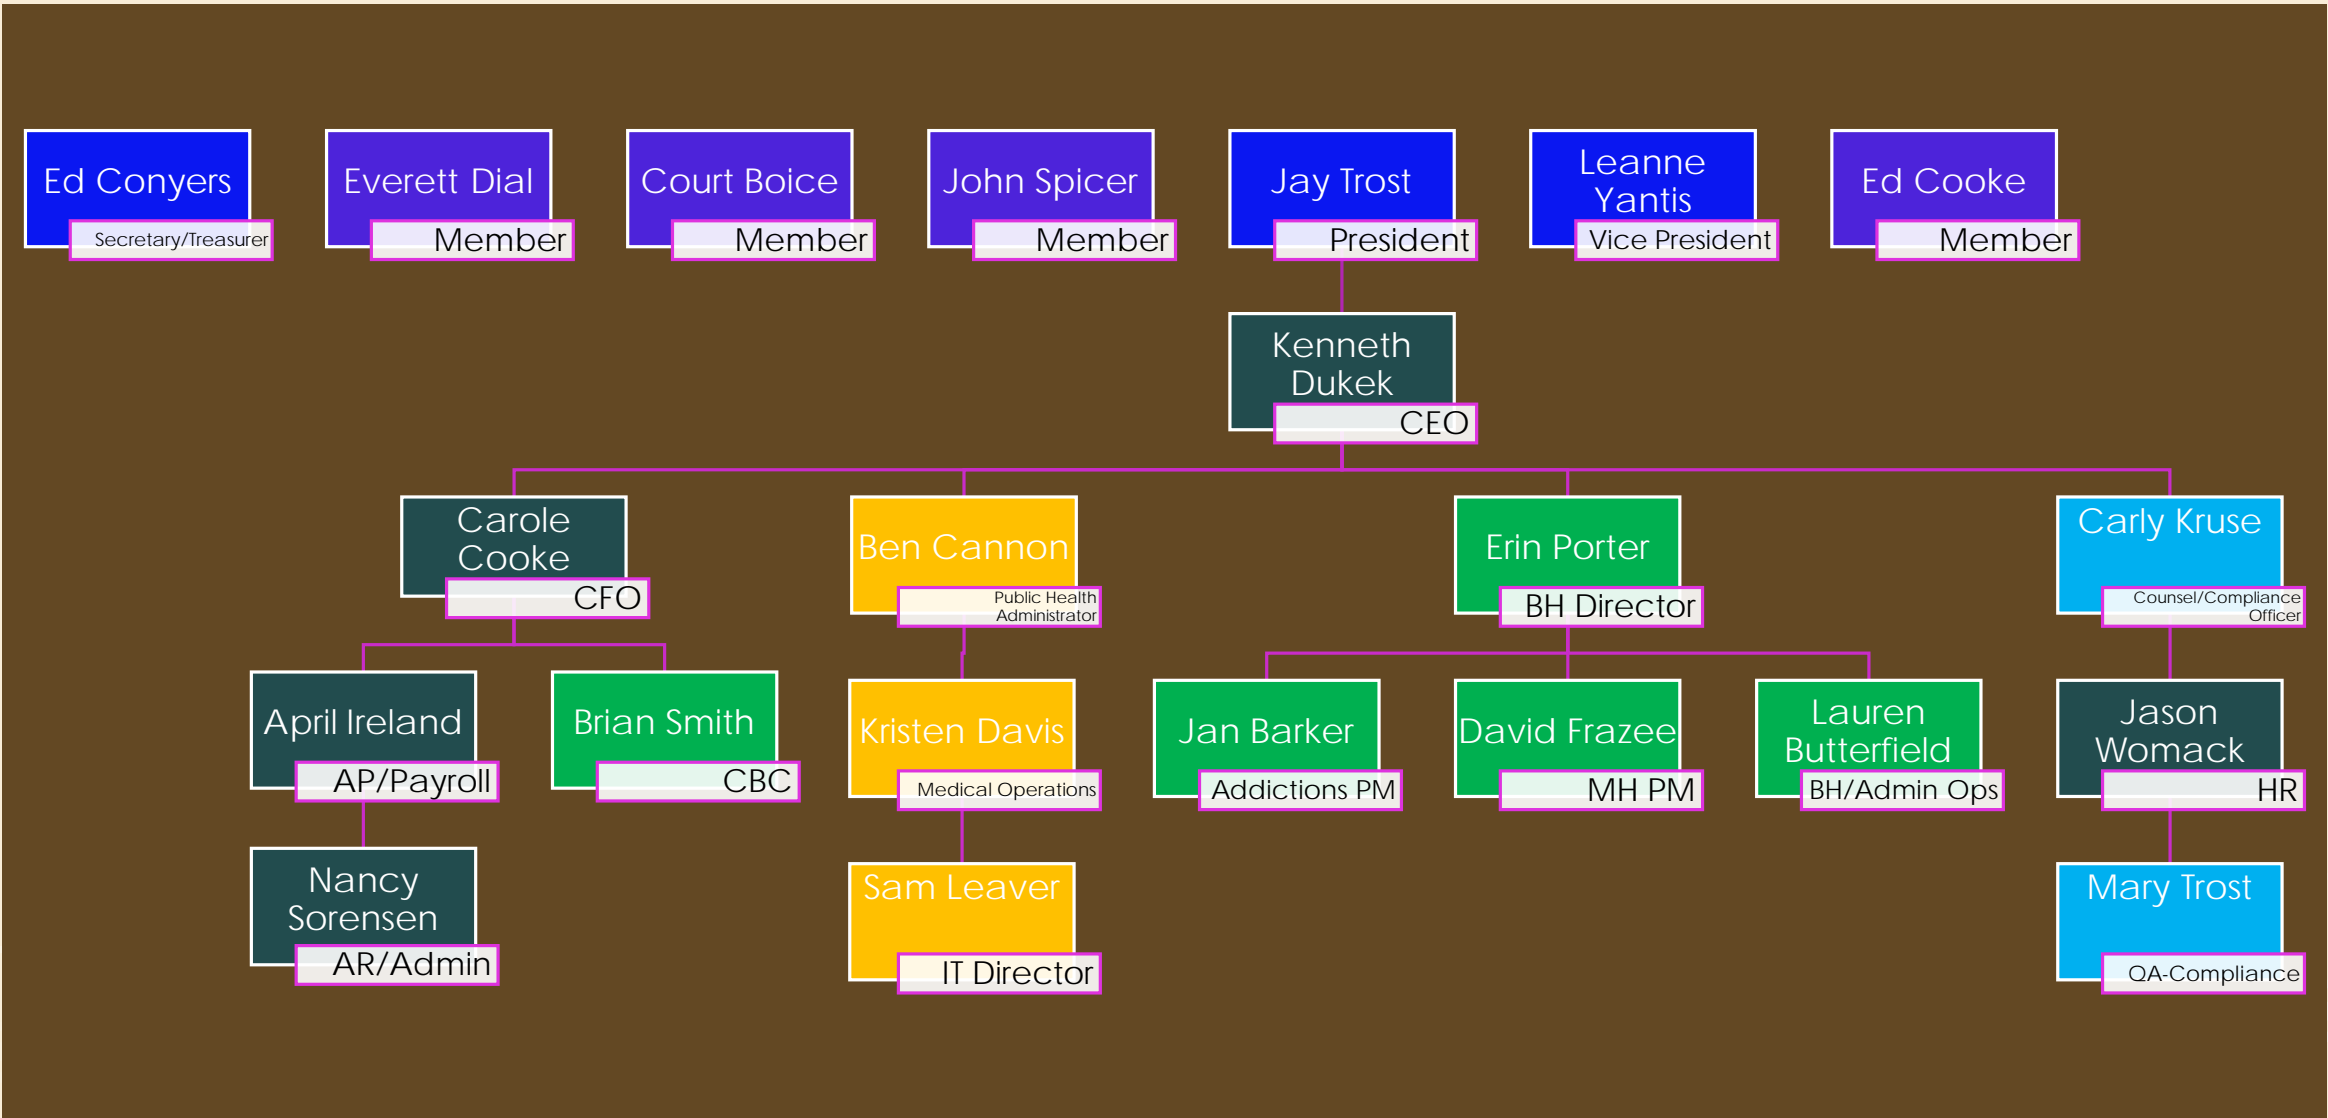 Ed Conyers
Secretary/Treasurer
Everett Dial
Member
Court Boice
Member
John Spicer
Member
Jay Trost
President
Leanne
Yantis
Vice President
Ed Cooke
Member
Kenneth
Dukek
CEO
Carole
Cooke
CFO
Ben Cannon
Public Health
Administrator
Erin Porter
BH Director
Carly Kruse
Counsel/Compliance
Officer
April Ireland
AP/Payroll
Brian Smith
CBC
Kristen Davis
Medical Operations
Jan Barker
Addictions PM
David Frazee
MH PM
Lauren
Butterfield
BH/Admin Ops
Jason
Womack
HR
Nancy
Sorensen
AR/Admin
Sam Leaver
IT Director
Mary Trost
QA-Compliance